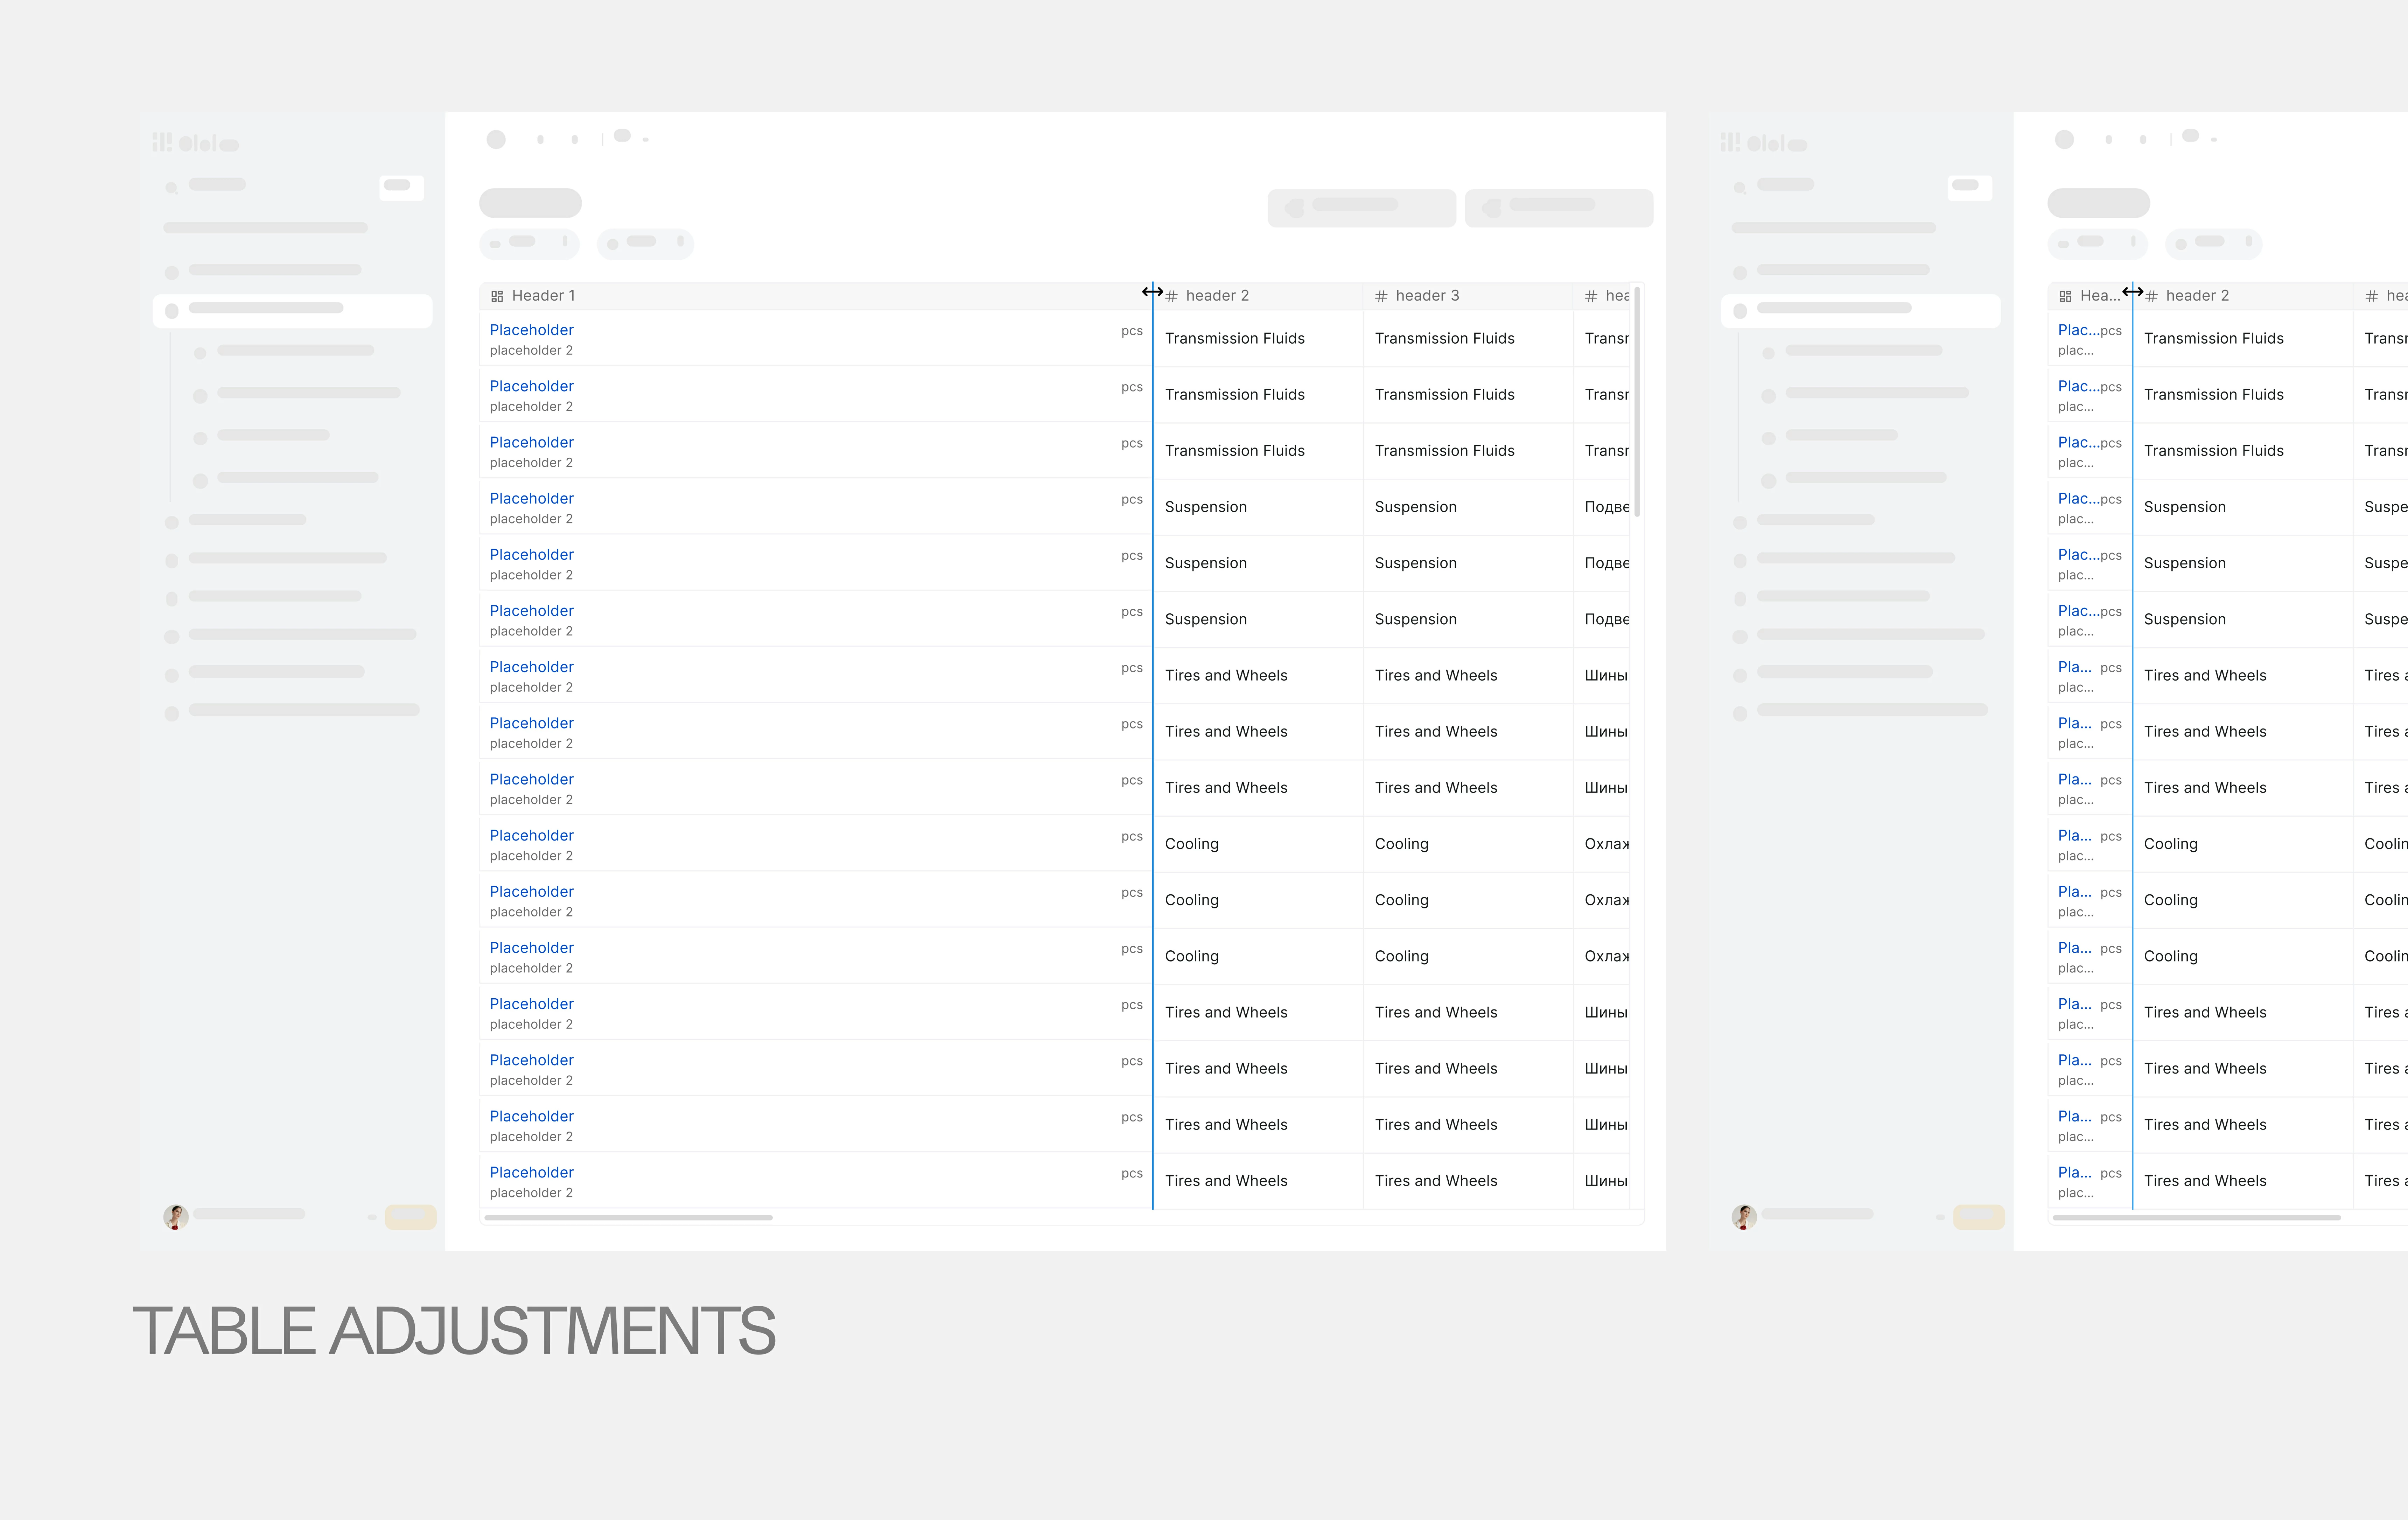 Header 1 header 2 header 3 hea
Placeholder pcs Transmission Fluids Transmission Fluids Transm
placeholder 2
Placeholder pcs Transmission Fluids Transmission Fluids Transm
placeholder 2
Placeholder pcs Transmission Fluids Transmission Fluids Transm
placeholder 2
Placeholder pcs Suspension Suspension Подве
placeholder 2
Placeholder pcs Suspension Suspension Подве
placeholder 2
Placeholder pcs Suspension Suspension Подве
placeholder 2
Placeholder pcs Tires and Wheels Tires and Wheels Шины
placeholder 2
Placeholder pcs Tires and Wheels Tires and Wheels Шины
placeholder 2
Placeholder pcs Tires and Wheels Tires and Wheels Шины
placeholder 2
Placeholder pcs Cooling Cooling Охлаж
placeholder 2
Placeholder pcs Cooling Cooling Охлаж
placeholder 2
Placeholder pcs Cooling Cooling Охлаж
placeholder 2
Placeholder pcs Tires and Wheels Tires and Wheels Шины
placeholder 2
Placeholder pcs Tires and Wheels Tires and Wheels Шины
placeholder 2
Placeholder pcs Tires and Wheels Tires and Wheels Шины
placeholder 2
Placeholder pcs Tires and Wheels Tires and Wheels Шины
placeholder 2
Hea... header 2 hea
Plac...pcs Transmission Fluids Transm
plac...
Plac...pcs Transmission Fluids Transm
plac...
Plac...pcs Transmission Fluids Transm
plac...
Plac...pcs Suspension Suspe
plac...
Plac...pcs Suspension Suspe
plac...
Plac...pcs Suspension Suspe
plac...
Pla... pcs Tires and Wheels Tires a
plac...
Pla... pcs Tires and Wheels Tires a
plac...
Pla... pcs Tires and Wheels Tires a
plac...
Pla... pcs Cooling Coolin
plac...
Pla... pcs Cooling Coolin
plac...
Pla... pcs Cooling Coolin
plac...
Pla... pcs Tires and Wheels Tires a
plac...
Pla... pcs Tires and Wheels Tires a
plac...
Pla... pcs Tires and Wheels Tires a
plac...
Pla... pcs Tires and Wheels Tires a
plac...
TABLE ADJUSTMENTS